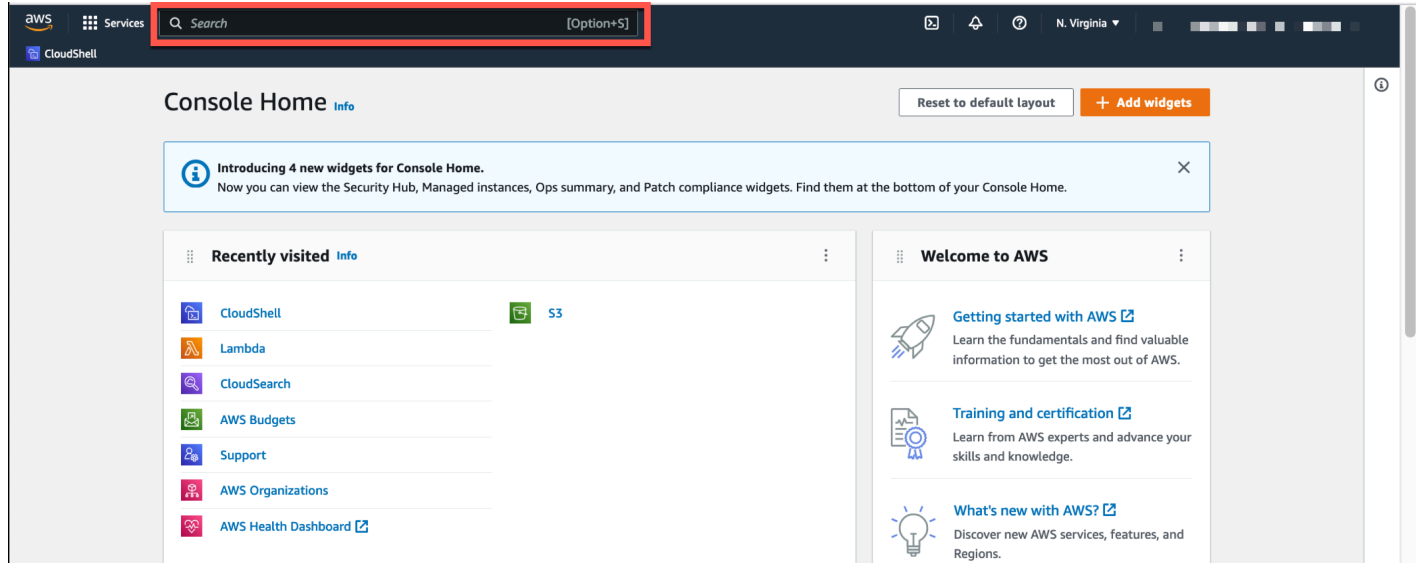 aws
Services
Search [Option+S]
N. Virginia
CloudShell
Console Home Info
Reset to default layout
+ Add widgets
Introducing 4 new widgets for Console Home.
Now you can view the Security Hub, Managed instances, Ops summary, and Patch compliance widgets. Find them at the bottom of your Console Home.
Recently visited Info
CloudShell
Lambda
CloudSearch
AWS Budgets
Support
AWS Organizations
AWS Health Dashboard
S3
Welcome to AWS
Getting started with AWS
Learn the fundamentals and find valuable
information to get the most out of AWS.
Training and certification
Learn from AWS experts and advance your
skills and knowledge.
What's new with AWS?
Discover new AWS services, features, and
Regions.